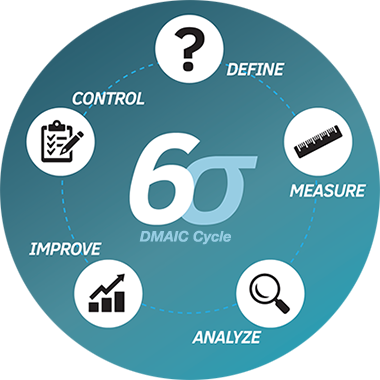 ?
DEFINE
CONTROL
MEASURE
6σ
DMAIC Cycle
IMPROVE
ANALYZE